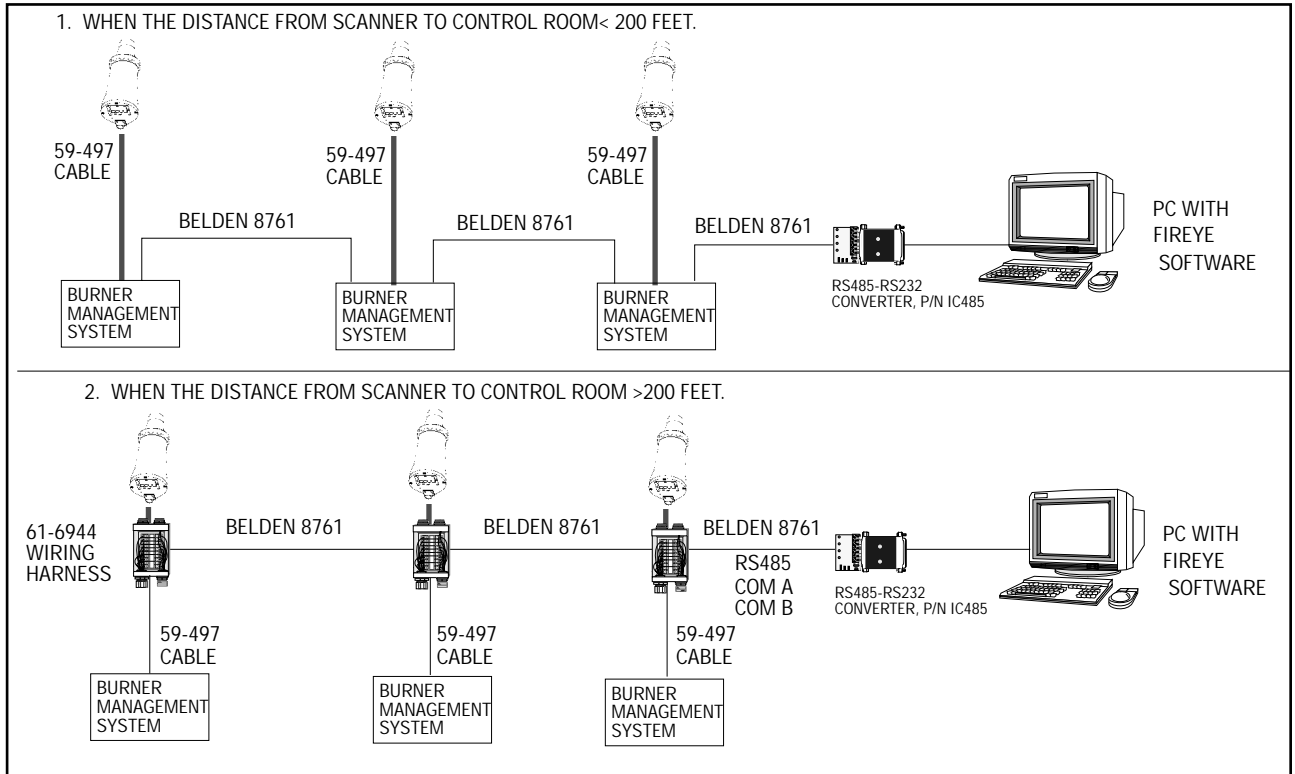 1. WHEN THE DISTANCE FROM SCANNER TO CONTROL ROOM< 200 FEET.
59-497
CABLE
59-497
CABLE
59-497
CABLE
BELDEN 8761
BELDEN 8761
BELDEN 8761
BURNER
MANAGEMENT
SYSTEM
BURNER
MANAGEMENT
SYSTEM
BURNER
MANAGEMENT
SYSTEM
RS485-RS232
CONVERTER, P/N IC485
PC WITH
FIREYE
SOFTWARE
2. WHEN THE DISTANCE FROM SCANNER TO CONTROL ROOM >200 FEET.
61-6944
WIRING
HARNESS
BELDEN 8761
BELDEN 8761
BELDEN 8761
RS485
COM A
COM B
RS485-RS232
CONVERTER, P/N IC485
PC WITH
FIREYE
SOFTWARE
59-497
CABLE
59-497
CABLE
59-497
CABLE
BURNER
MANAGEMENT
SYSTEM
BURNER
MANAGEMENT
SYSTEM
BURNER
MANAGEMENT
SYSTEM